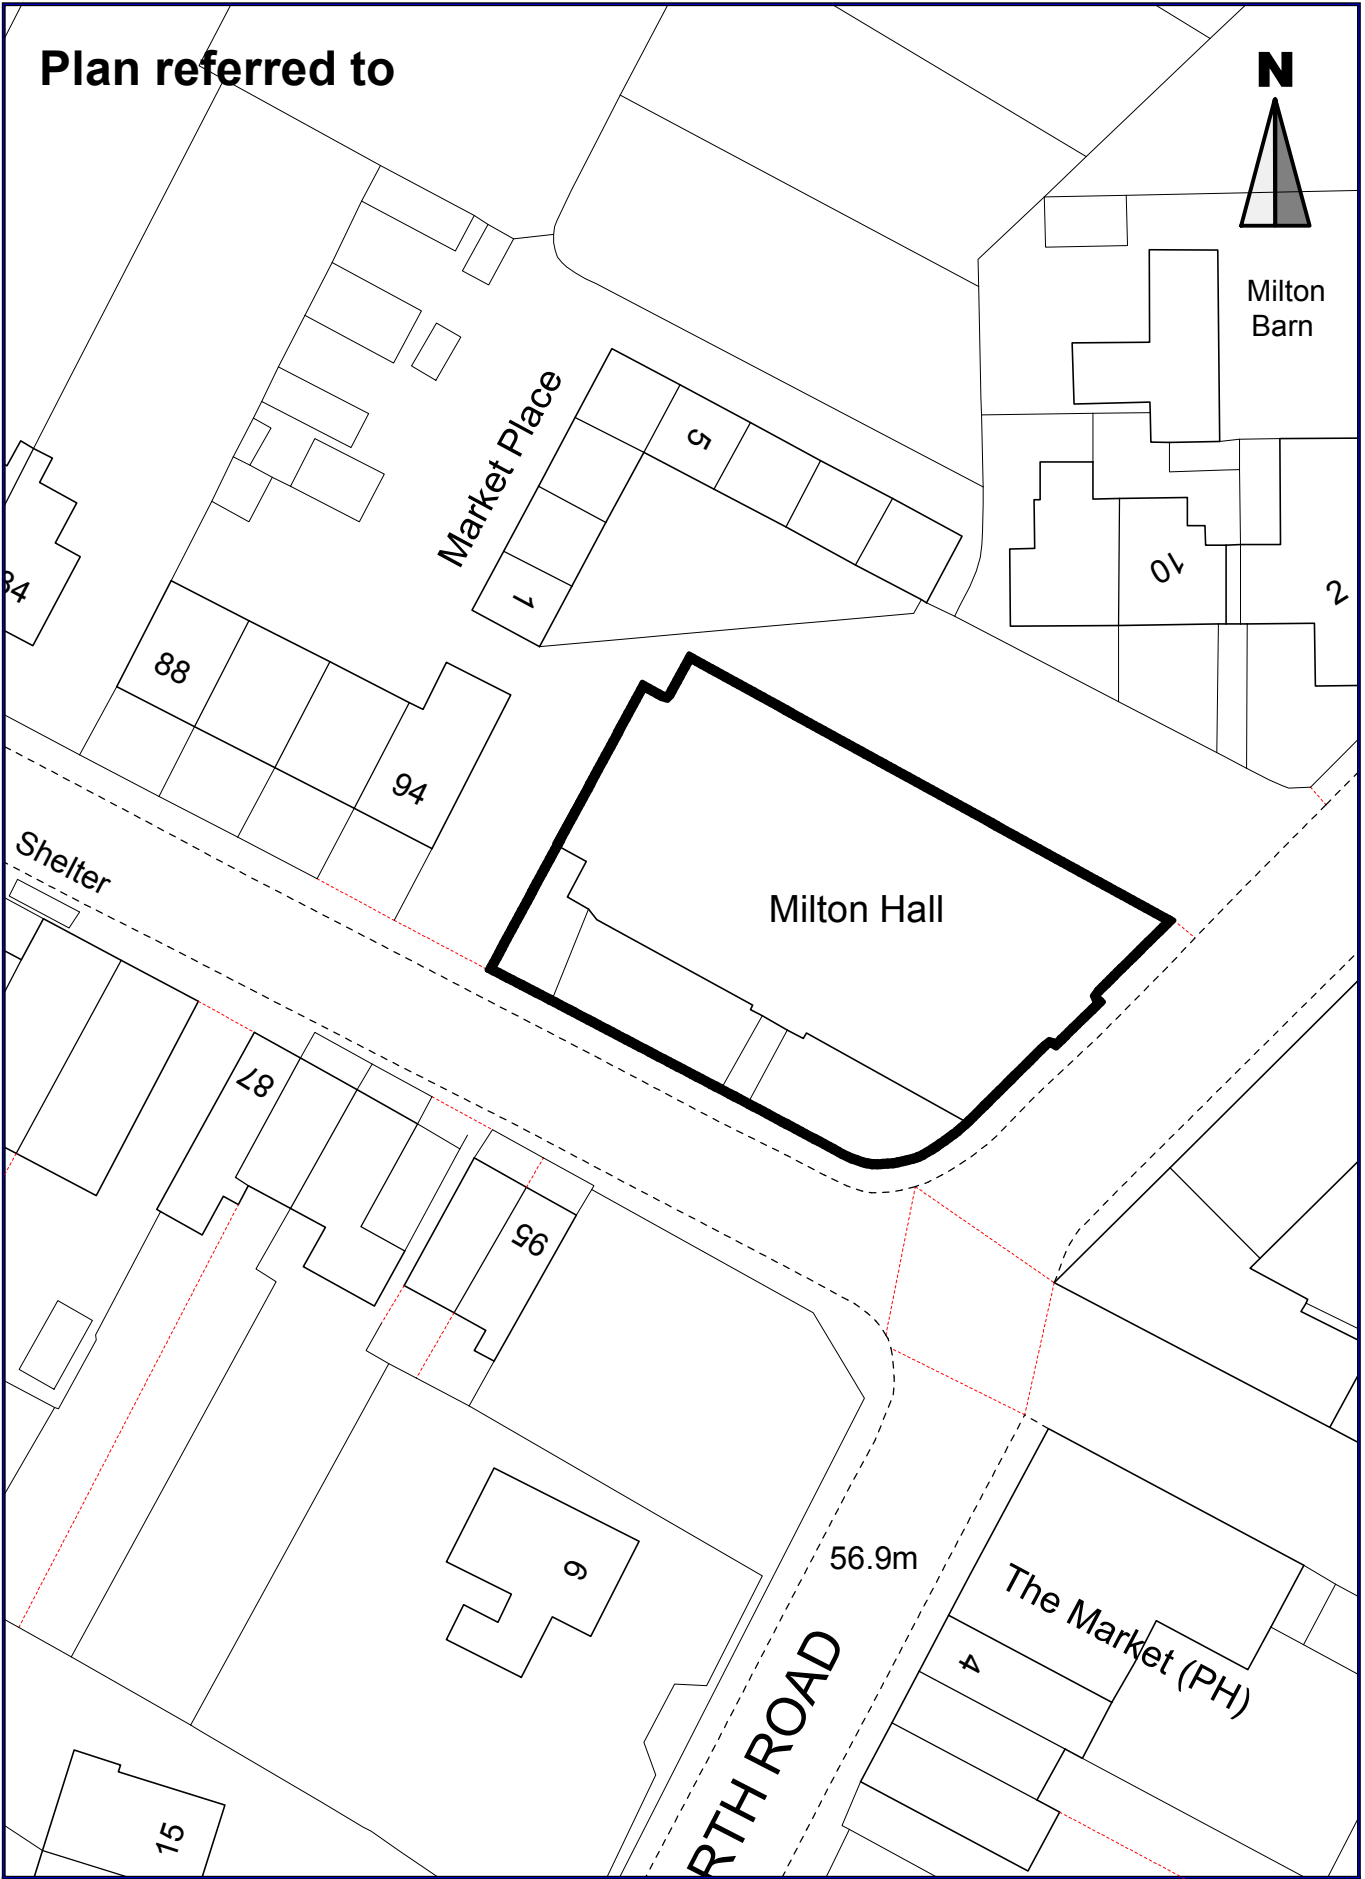 Plan referred to
N
Milton
Barn
Market Place
5
1
10
2
84
88
94
Shelter
Milton Hall
87
95
6
56.9m
The Market (PH)
4
RTH ROAD
15